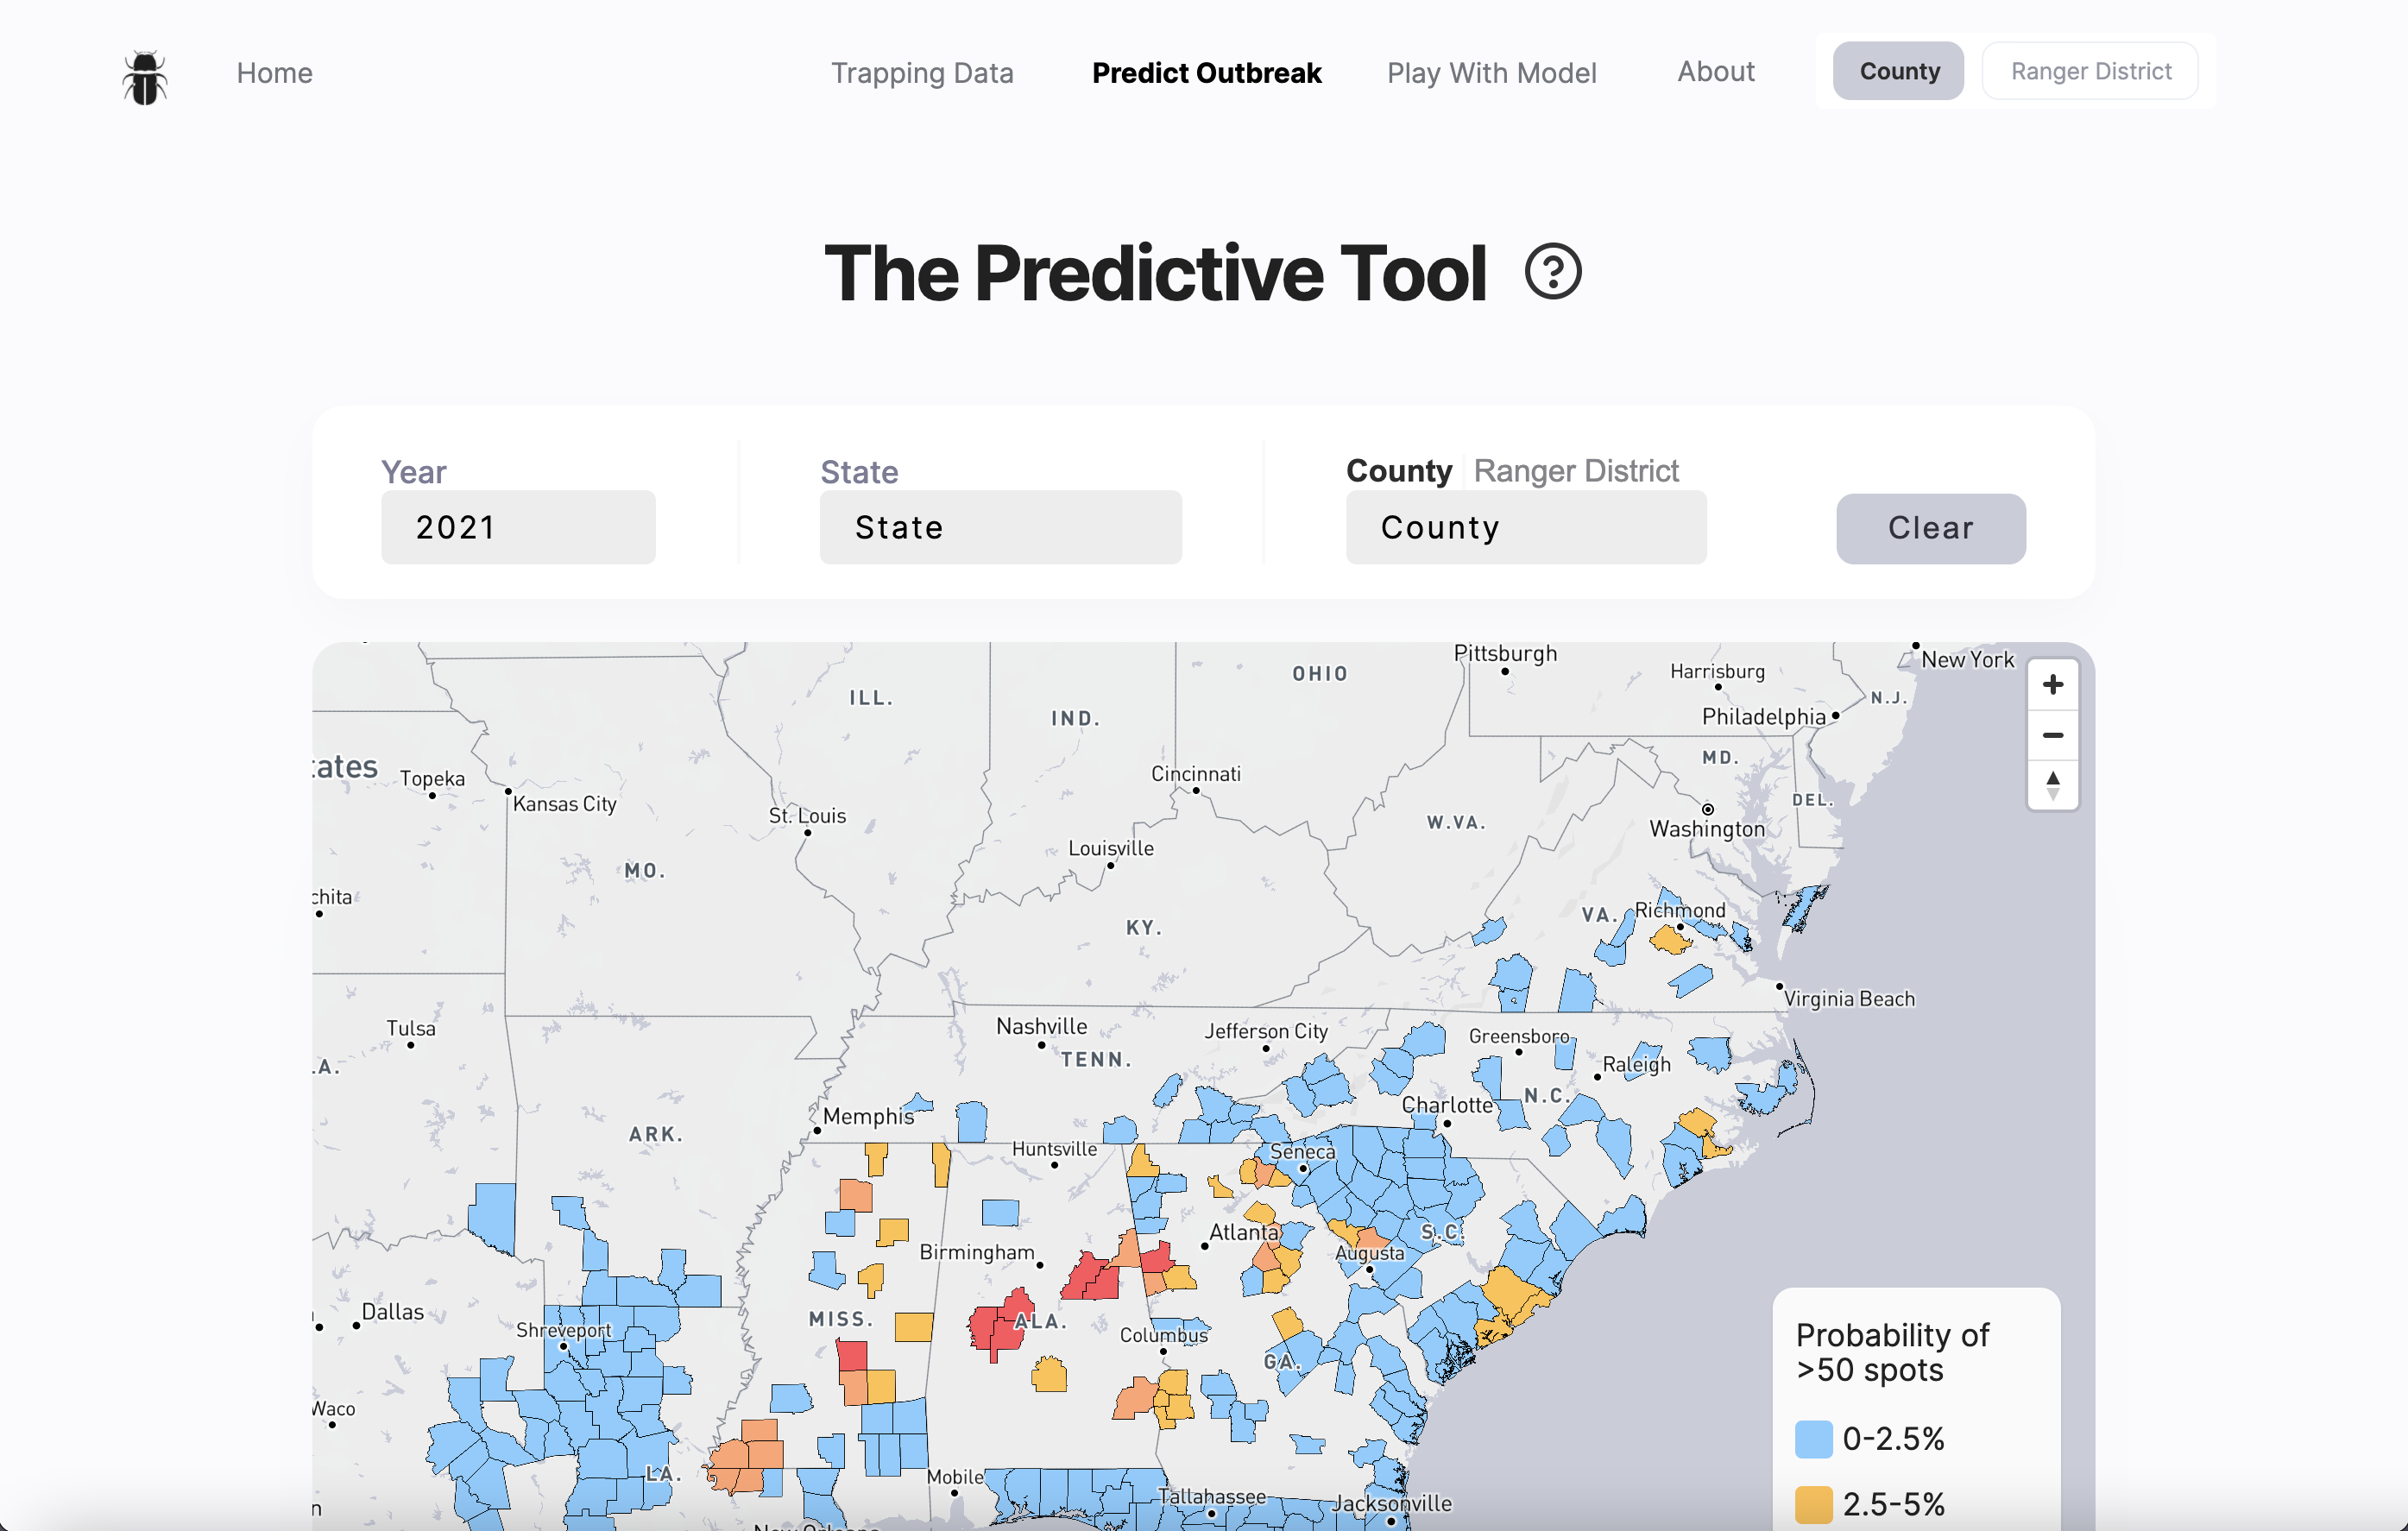 Home
Trapping Data
Predict Outbreak
Play With Model
About
County
Ranger District
The Predictive Tool
?
Year
State
County
Ranger District
2021
State
County
Clear
Pittsburgh
Harrisburg
New York
OHIO
ILL.
IND.
N.J.
Philadelphia
MD.
tates
Topeka
Kansas City
Cincinnati
DEL.
St. Louis
W.VA.
Washington
Louisville
MO.
chita
KY.
VA.
Richmond
Virginia Beach
Tulsa
Nashville
Jefferson City
Greensboro
.A.
TENN.
Raleigh
N.C.
Memphis
Charlotte
ARK.
Huntsville
Seneca
Atlanta
S.C.
Birmingham
Augusta
Dallas
MISS.
ALA.
Shreveport
Columbus
GA.
Waco
LA.
Mobile
Tallahassee
Jacksonville
n
New Orleans
Probability of
>50 spots
0-2.5%
2.5-5%